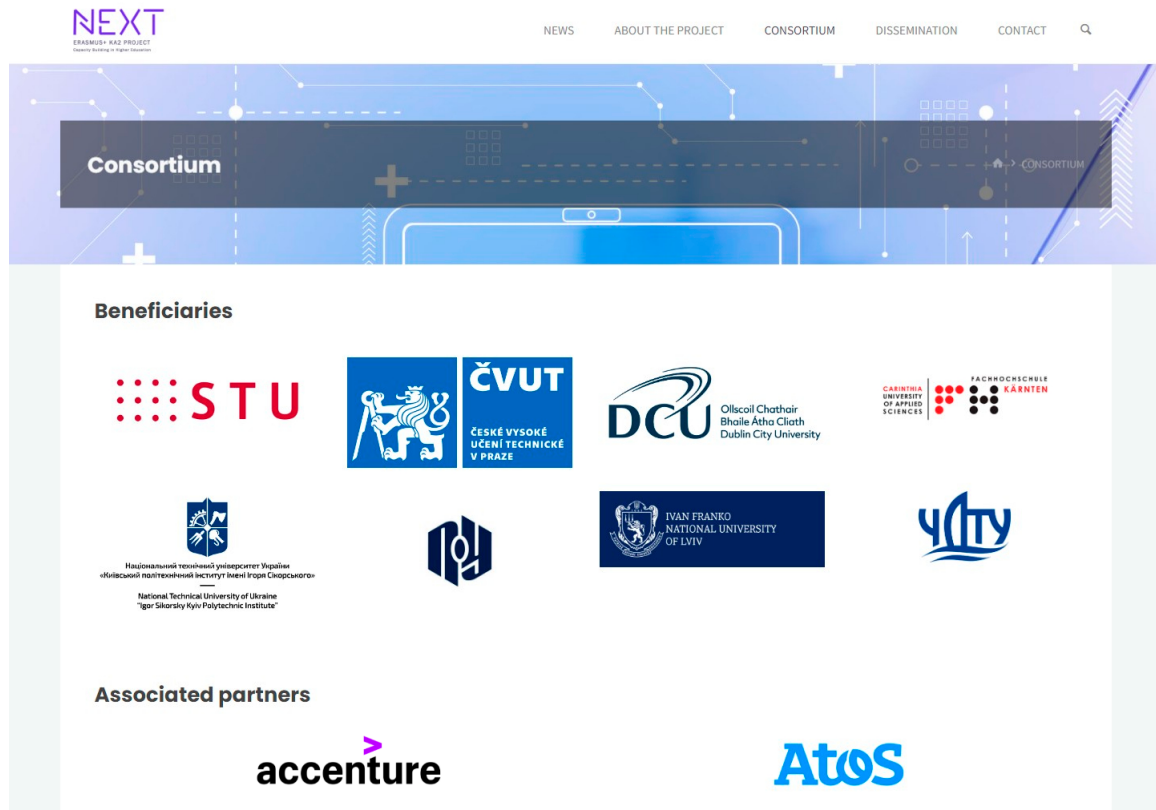 NEXT
ERASMUS+ KA2 PROJECT
Capacity Building in Higher Education
NEWS
ABOUT THE PROJECT
CONSORTIUM
DISSEMINATION
CONTACT
Consortium
> CONSORTIUM
Beneficiaries
STU
ČVUT
ČESKÉ VYSOKÉ
UČENÍ TECHNICKÉ
V PRAZE
DCU
Ollscoil Chathair
Bhaile Átha Cliath
Dublin City University
CARINTHIA
UNIVERSITY
OF APPLIED
SCIENCES
FACHHOCHSCHULE
KÄRNTEN
Національний технічний університет України
«Київський політехнічний інститут імені Ігоря Сікорського»
National Technical University of Ukraine
"Igor Sikorsky Kyiv Polytechnic Institute"
IVAN FRANKO
NATIONAL UNIVERSITY
OF LVIV
ЧДТУ
Associated partners
accenture
Atos